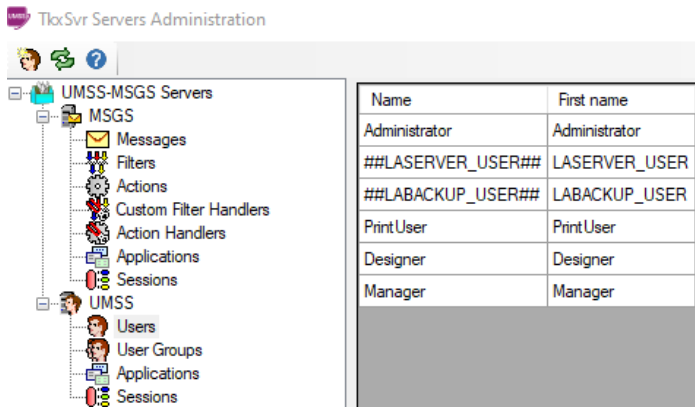 UMSS
TkxSvr Servers Administration
UMSS-MSGS Servers
MSGS
Messages
Filters
Actions
Custom Filter Handlers
Action Handlers
Applications
Sessions
UMSS
Users
User Groups
Applications
Sessions
Name First name
Administrator Administrator
##LASERVER_USER## LASERVER_USER
##LABACKUP_USER## LABACKUP_USER
PrintUser PrintUser
Designer Designer
Manager Manager